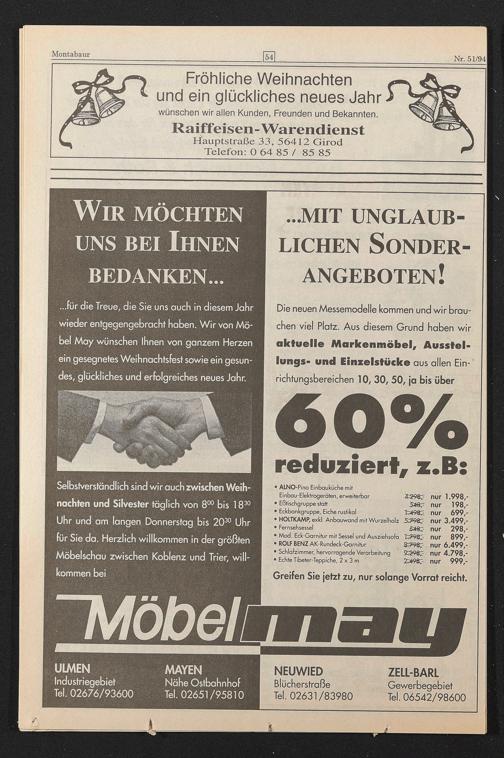 Montabaur
54
Nr. 51/94
Fröhliche Weihnachten
und ein glückliches neues Jahr
wünschen wir allen Kunden, Freunden und Bekannten.
Raiffeisen-Warendienst
Hauptstraße 33, 56412 Girod
Telefon: 0 64 85 / 85 85
WIR MÖCHTEN
UNS BEI IHNEN
BEDANKEN...
...für die Treue, die Sie uns auch in diesem Jahr
wieder entgegengebracht haben. Wir von Mö-
bel May wünschen Ihnen von ganzem Herzen
ein gesegnetes Weihnachtsfest sowie ein gesun-
des, glückliches und erfolgreiches neues Jahr.
Selbstverständlich sind wir auch zwischen Weih-
nachten und Silvester täglich von 8⁰⁰ bis 18³⁰
Uhr und am langen Donnerstag bis 20³⁰ Uhr
für Sie da. Herzlich willkommen in der größten
Möbelschau zwischen Koblenz und Trier, will-
kommen bei
...MIT UNGLAUB-
LICHEN SONDER-
ANGEBOTEN!
Die neuen Messemodelle kommen und wir brau-
chen viel Platz. Aus diesem Grund haben wir
aktuelle Markenmöbel, Ausstel-
lungs- und Einzelstücke aus allen Ein-
richtungsbereichen 10, 30, 50, ja bis über
60%
reduziert, z.B:
• ALNO-Pino Einbauküche mit
Einbau-Elektrogeräten, erweiterbar nur 1.998,-
• Eßtischgruppe statt nur 198,-
• Eckbankgruppe, Eiche rustikal nur 699,-
• HOLTKAMP, exkl. Anbauwand mit Wurzelholz nur 3.499,-
• Fernsehsessel nur 298,-
• Mod. Eck-Garnitur mit Sessel und Ausziehsofa nur 899,-
• ROLF BENZ AK-Rundeck-Garnitur nur 6.499,-
• Schlafzimmer, hervorragende Verarbeitung nur 4.798,-
• Echte Tibeter-Teppiche, 2 x 3 m nur 999,-
Greifen Sie jetzt zu, nur solange Vorrat reicht.
Möbel may
ULMEN
Industriegebiet
Tel. 02676/93600
MAYEN
Nähe Ostbahnhof
Tel. 02651/95810
NEUWIED
Blücherstraße
Tel. 02631/83980
ZELL-BARL
Gewerbegebiet
Tel. 06542/98600